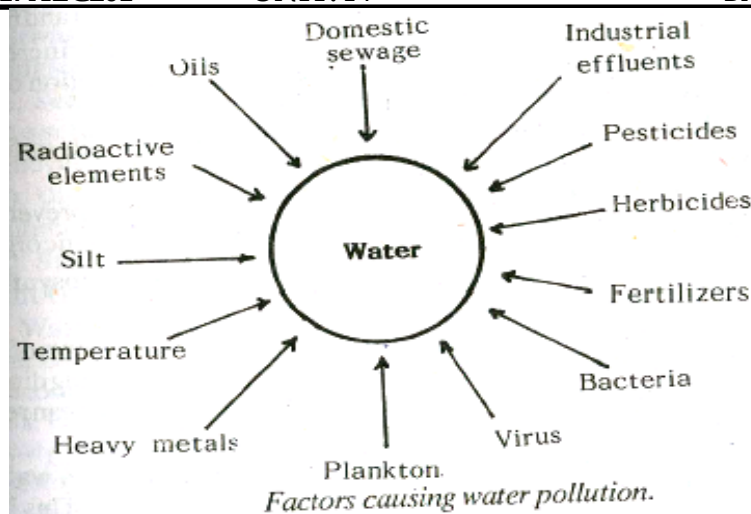 Domestic
sewage
Industrial
effluents
Oils
Pesticides
Radioactive
elements
Herbicides
Water
Silt
Fertilizers
Temperature
Bacteria
Heavy metals
Virus
Plankton.
Factors causing water pollution.